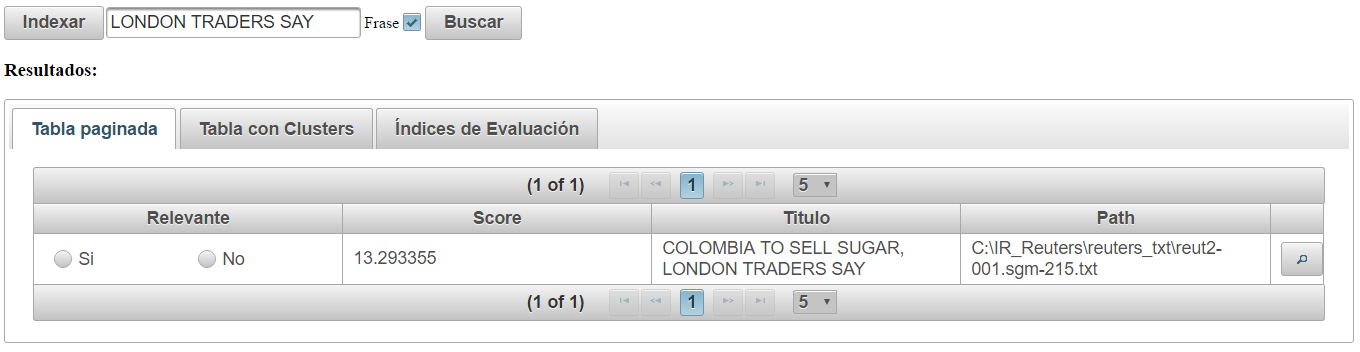 Indexar LONDON TRADERS SAY Frase Buscar
Resultados:
Tabla paginada Tabla con Clusters Índices de Evaluación
(1 of 1) 1 5
Relevante Score Titulo Path
Si No 13.293355 COLOMBIA TO SELL SUGAR, C:\IR_Reuters\reuters_txt\reut2-
LONDON TRADERS SAY 001.sgm-215.txt
(1 of 1) 1 5